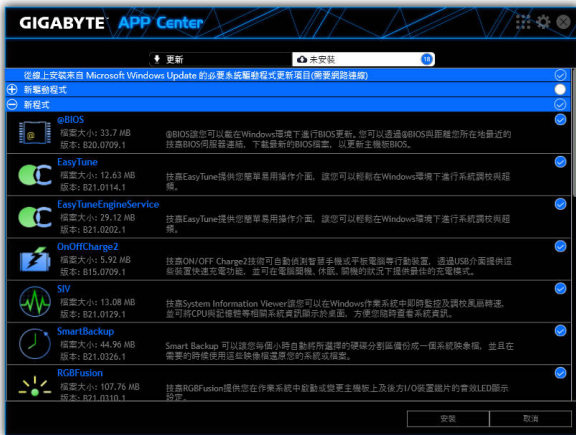 GIGABYTE APP Center
更新
未安裝 18
從線上安裝來自 Microsoft Windows Update 的必要系統驅動程式更新項目(需要網路連線)
新驅動程式
新程式
@BIOS
檔案大小: 33.7 MB
版本: B20.0709.1
@BIOS讓您可以載在Windows環境下進行BIOS更新。您可以透過@BIOS與距離您所在地最近的
技嘉BIOS伺服器連結，下載最新的BIOS檔案，以更新主機板BIOS。
EasyTune
檔案大小: 12.63 MB
版本: B21.0114.1
技嘉EasyTune提供您簡單易用操作介面，讓您可以輕鬆在Windows環境下進行系統調校與超
頻。
EasyTuneEngineService
檔案大小: 29.12 MB
版本: B21.0202.1
技嘉EasyTune提供您簡單易用操作介面，讓您可以輕鬆在Windows環境下進行系統調校與超
頻。
OnOffCharge2
檔案大小: 5.92 MB
版本: B15.0709.1
技嘉ON/OFF Charge2技術可自動偵測智慧手機或平板電腦等行動裝置，透過USB介面提供這
些裝置快速充電功能，並可在電腦開機、休眠、關機的狀況下提供最佳的充電模式。
SIV
檔案大小: 13.08 MB
版本: B21.0129.1
技嘉System Information Viewer讓您可以在Windows作業系統中即時監控及調校風扇轉速，
並可將CPU與記憶體等相關系統資訊顯示於桌面，方便您隨時查看系統資訊。
SmartBackup
檔案大小: 44.96 MB
版本: B21.0326.1
Smart Backup 可以讓您每個小時自動將所選擇的硬碟分割區備份成一個系統映象檔，並且在
需要的時候使用這些映像檔還原您的系統或檔案。
RGBFusion
檔案大小: 107.76 MB
版本: B21.0310.1
技嘉RGBFusion提供您在作業系統中啟動或變更主機板上及後方I/O裝置鐵片的音效LED顯示
設定。
安裝
取消